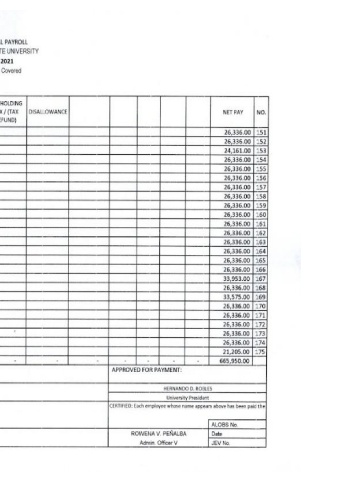 L PAYROLL
TE UNIVERSITY
2021
Covered
HOLDING
X / (TAX
EFUND)
DISALLOWANCE
NET PAY
NO.
26,336.00 151
26,336.00 152
24,161.00 153
26,336.00 154
26,336.00 155
26,336.00 156
26,336.00 157
26,336.00 158
26,336.00 159
26,336.00 160
26,336.00 161
26,336.00 162
26,336.00 163
26,336.00 164
26,336.00 165
26,336.00 166
33,953.00 167
26,336.00 168
33,575.00 169
26,336.00 170
26,336.00 171
26,336.00 172
- 26,336.00 173
26,336.00 174
21,205.00 175
- - - - - - - - 665,950.00
APPROVED FOR PAYMENT:
HERNANDO D. ROBLES
University President
CERTIFIED: Each employee whose name appears above has been paid the
ALOBS No.
ROWENA V. PEÑALBA Date
Admin. Officer V JEV No.